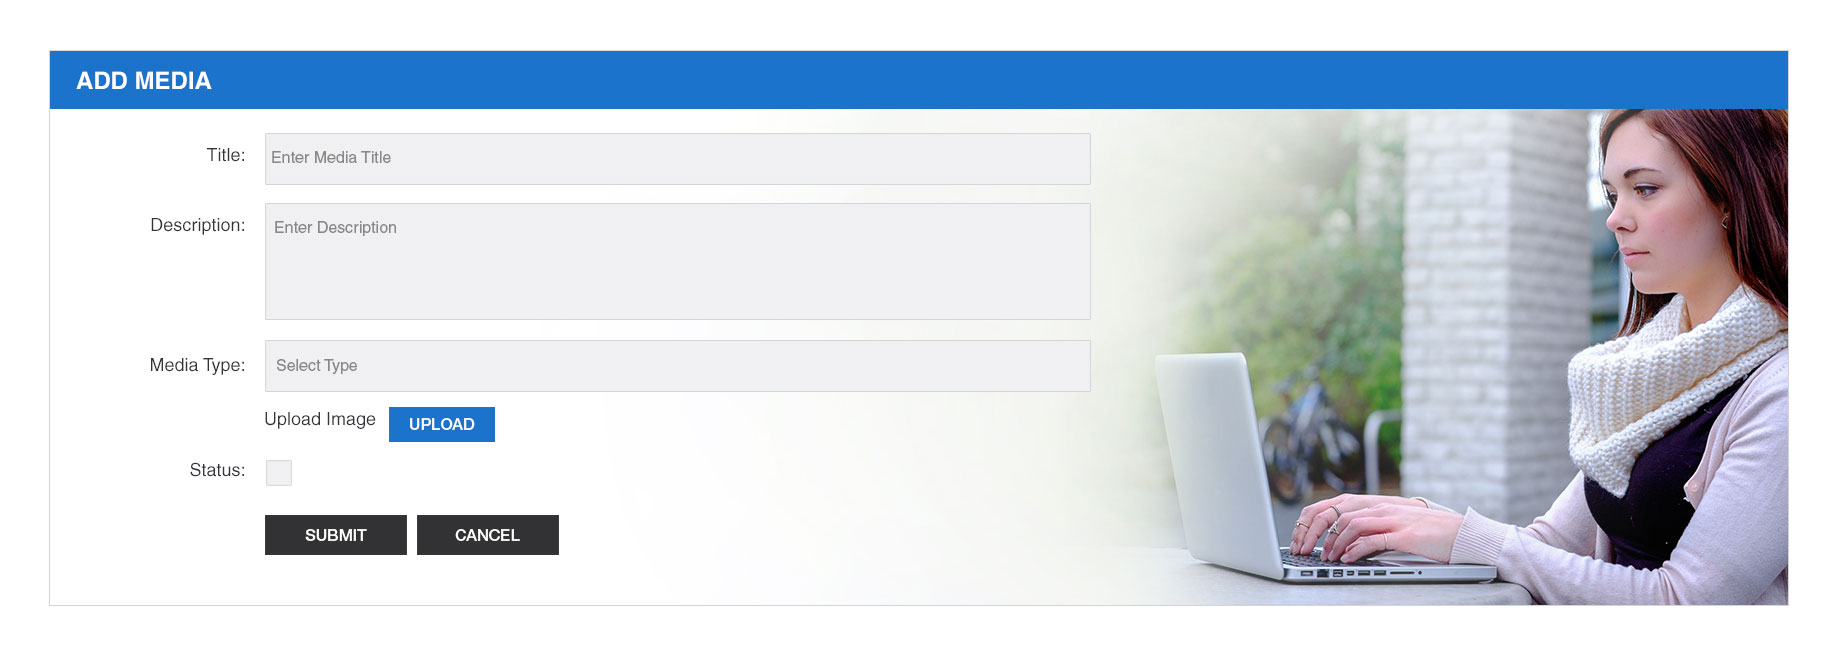 ADD MEDIA
Title:
Enter Media Title
Description:
Enter Description
Media Type:
Select Type
Upload Image
UPLOAD
Status:
SUBMIT
CANCEL